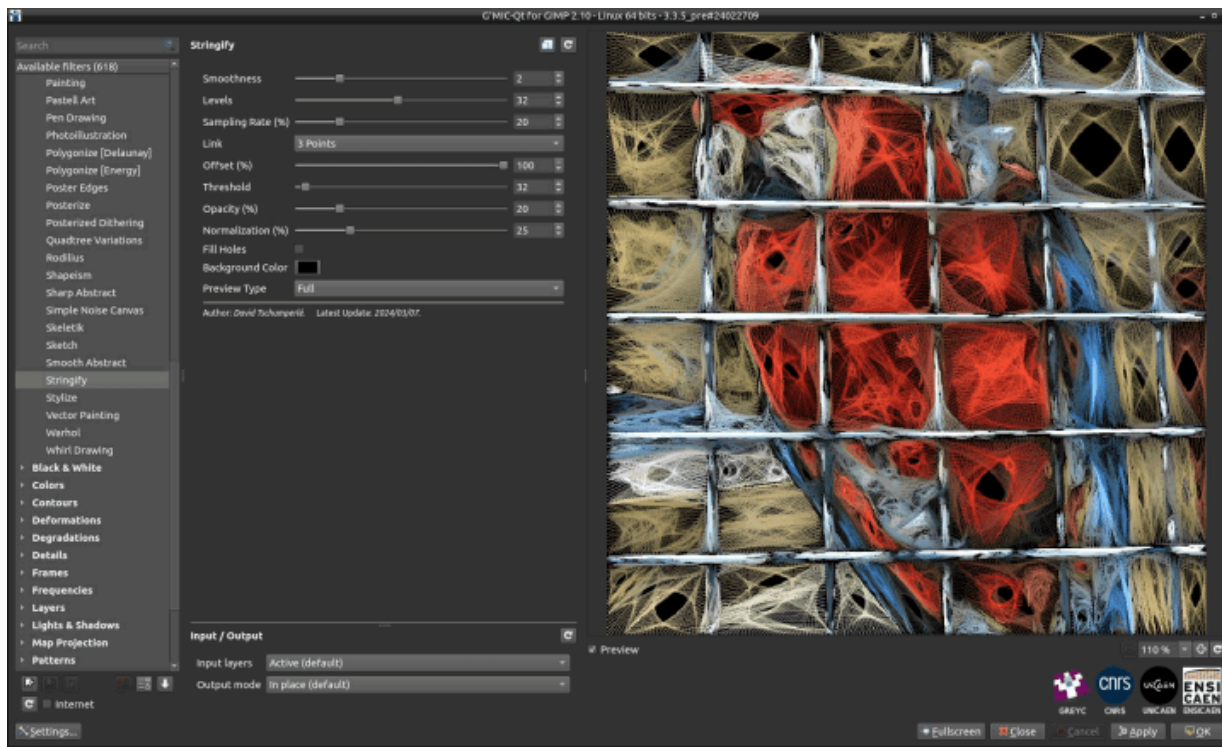 G'MIC-Qt for GIMP 2.10 - Linux 64 bits - 3.3.5_pre#24022709
Search
Available filters (618)
Painting
Pastell Art
Pen Drawing
Photoillustration
Polygonize [Delaunay]
Polygonize [Energy]
Poster Edges
Posterize
Posterized Dithering
Quadtree Variations
Rodilius
Shapeism
Sharp Abstract
Simple Noise Canvas
Skeletik
Sketch
Smooth Abstract
Stringify
Stylize
Vector Painting
Warhol
Whirl Drawing
Black & White
Colors
Contours
Deformations
Degradations
Details
Frames
Frequencies
Layers
Lights & Shadows
Map Projection
Patterns
Internet
Settings...
Stringify
Smoothness 2
Levels 32
Sampling Rate (%) 20
Link 3 Points
Offset (%) 100
Threshold 32
Opacity (%) 20
Normalization (%) 25
Fill Holes
Background Color
Preview Type Full
Author: David Tschumperlé. Latest Update: 2024/03/07.
Input / Output
Input layers Active (default)
Output mode In place (default)
Preview
110 %
cnrs
UNICAEN
ENSI
CAEN
GREYC
CNRS
UNICAEN
ENSICAEN
Fullscreen
Close
Cancel
Apply
OK